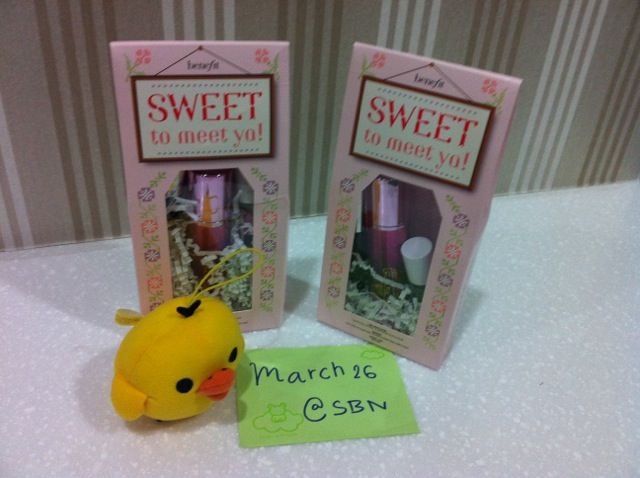 benefit
SWEET
to meet ya!
benefit
SWEET
to meet ya!
March 26
@SBN